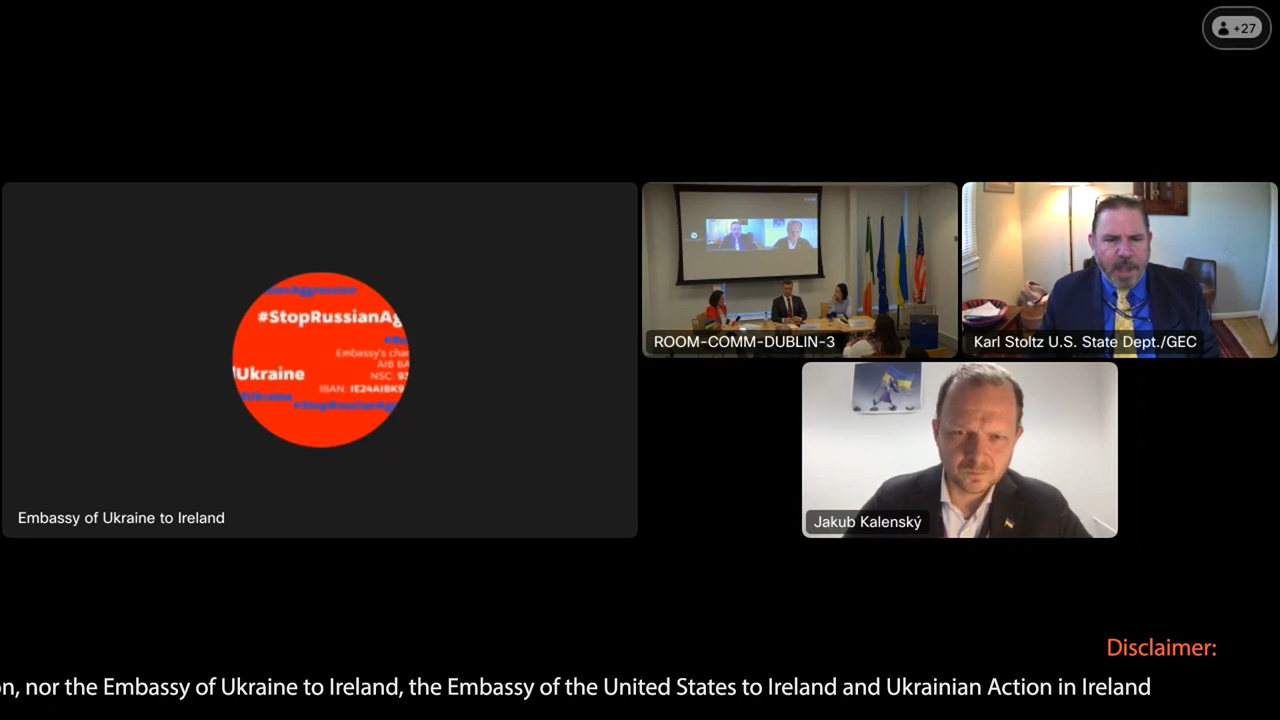 +27
#StopRussianAg
Embassy's cha
AIB BA
Ukraine
NSC: 93
IBAN: IE24AIBK9
Embassy of Ukraine to Ireland
ROOM-COMM-DUBLIN-3
Karl Stoltz U.S. State Dept./GEC
Jakub Kalenský
Disclaimer:
n, nor the Embassy of Ukraine to Ireland, the Embassy of the United States to Ireland and Ukrainian Action in Ireland